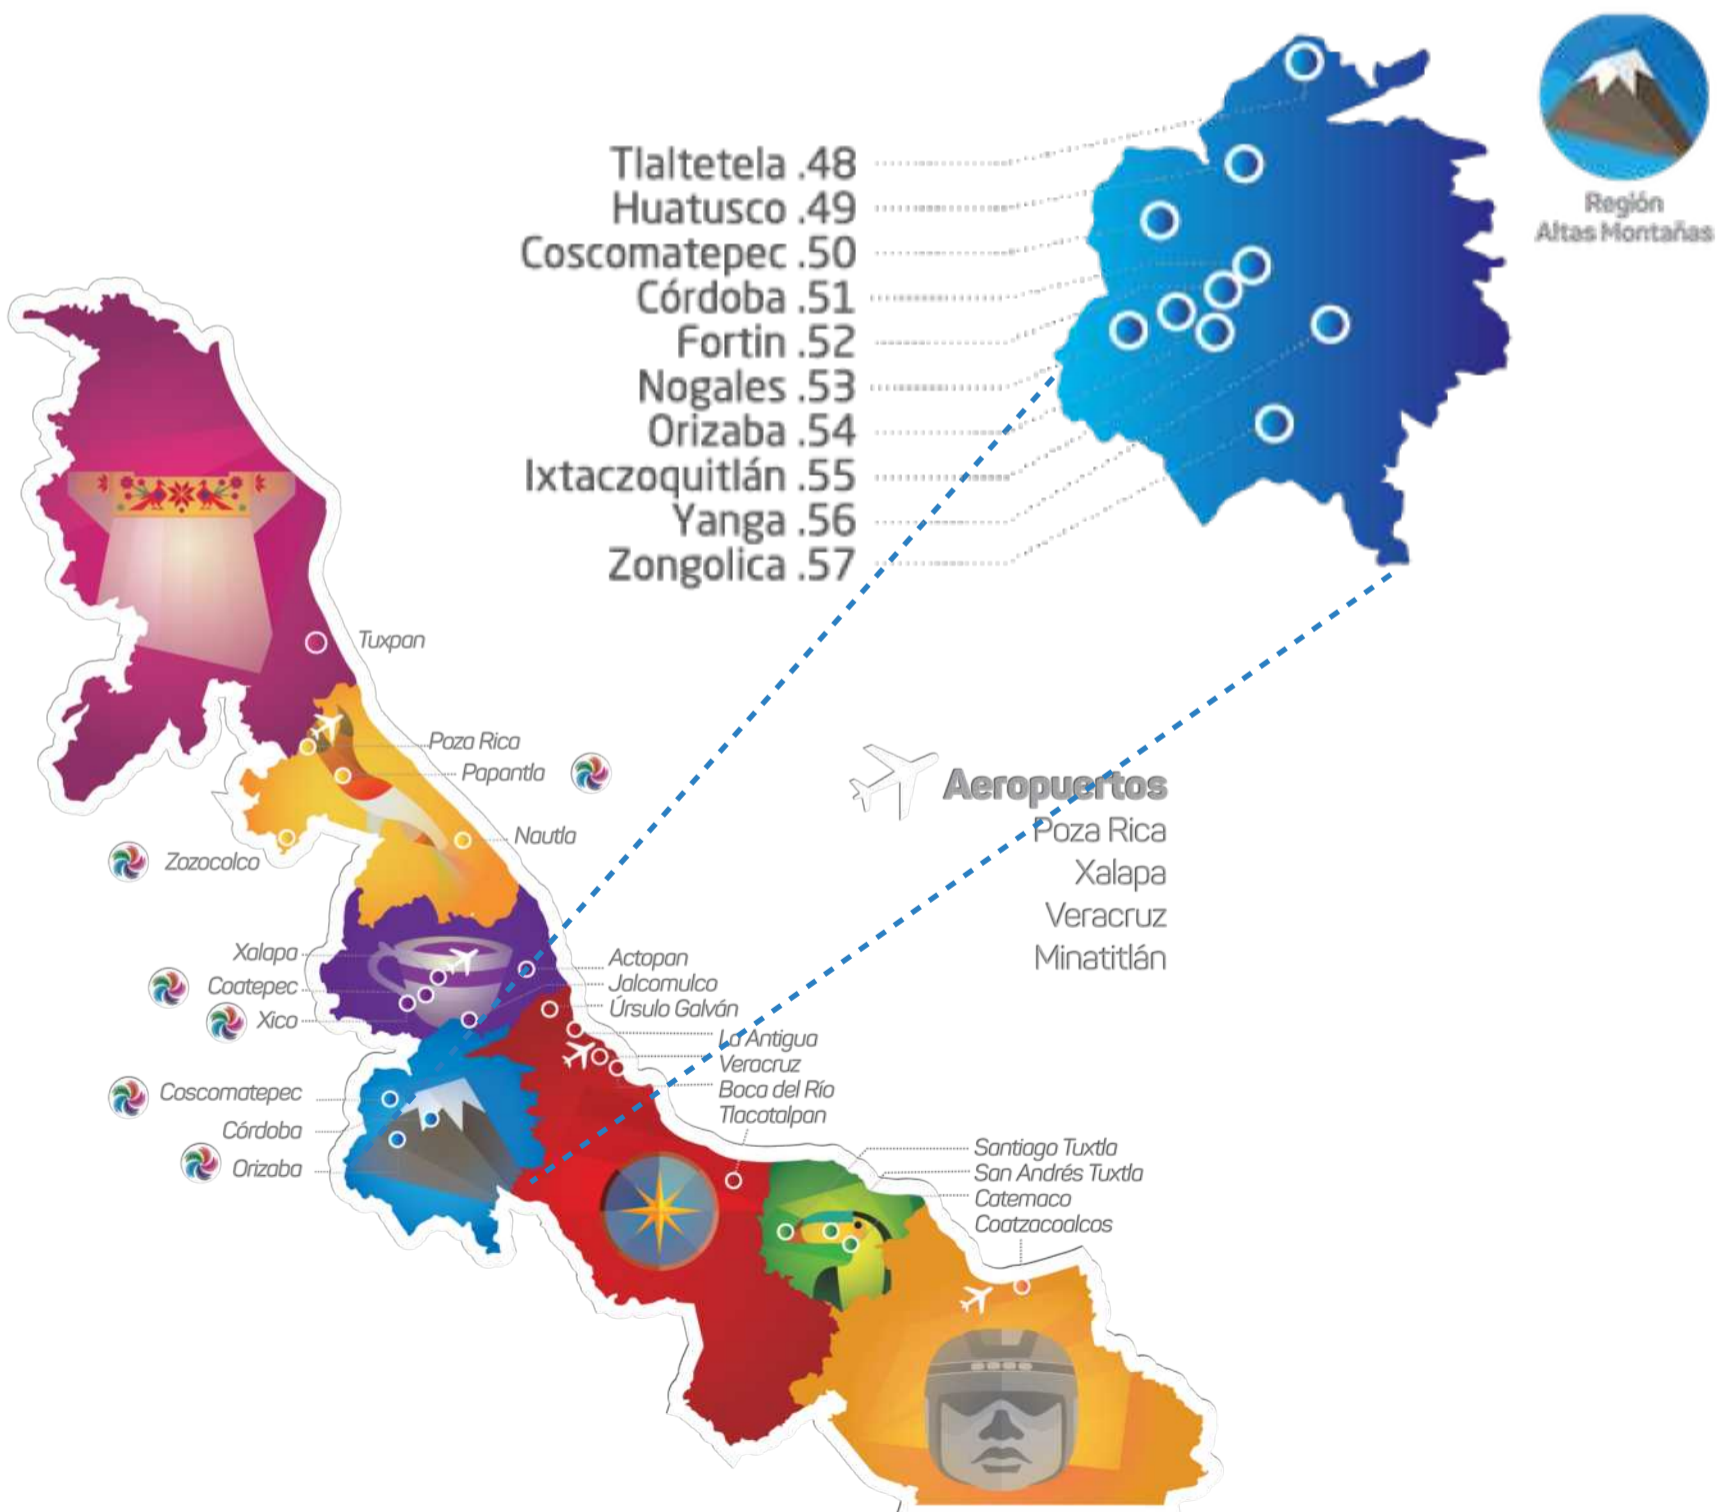 Tlaltetela .48
Huatusco .49
Coscomatepec .50
Córdoba .51
Fortin .52
Nogales .53
Orizaba .54
Ixtaczoquitlán .55
Yanga .56
Zongolica .57
Región
Altas Montañas
Tuxpan
Poza Rica
Papantla
Nautla
Zozocolco
Aeropuertos
Poza Rica
Xalapa
Veracruz
Minatitlán
Xalapa
Coatepec
Xico
Actopan
Jalcomulco
Úrsulo Galván
La Antigua
Veracruz
Boca del Río
Tlacotalpan
Coscomatepec
Córdoba
Orizaba
Santiago Tuxtla
San Andrés Tuxtla
Catemaco
Coatzacoalcos